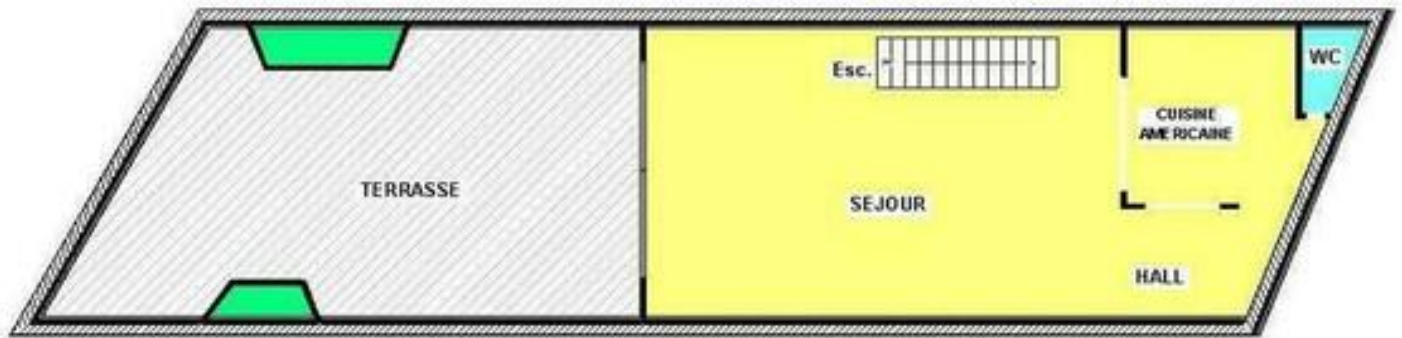 WC
Esc.
CUISINE
AMERICAINE
TERRASSE
SEJOUR
HALL